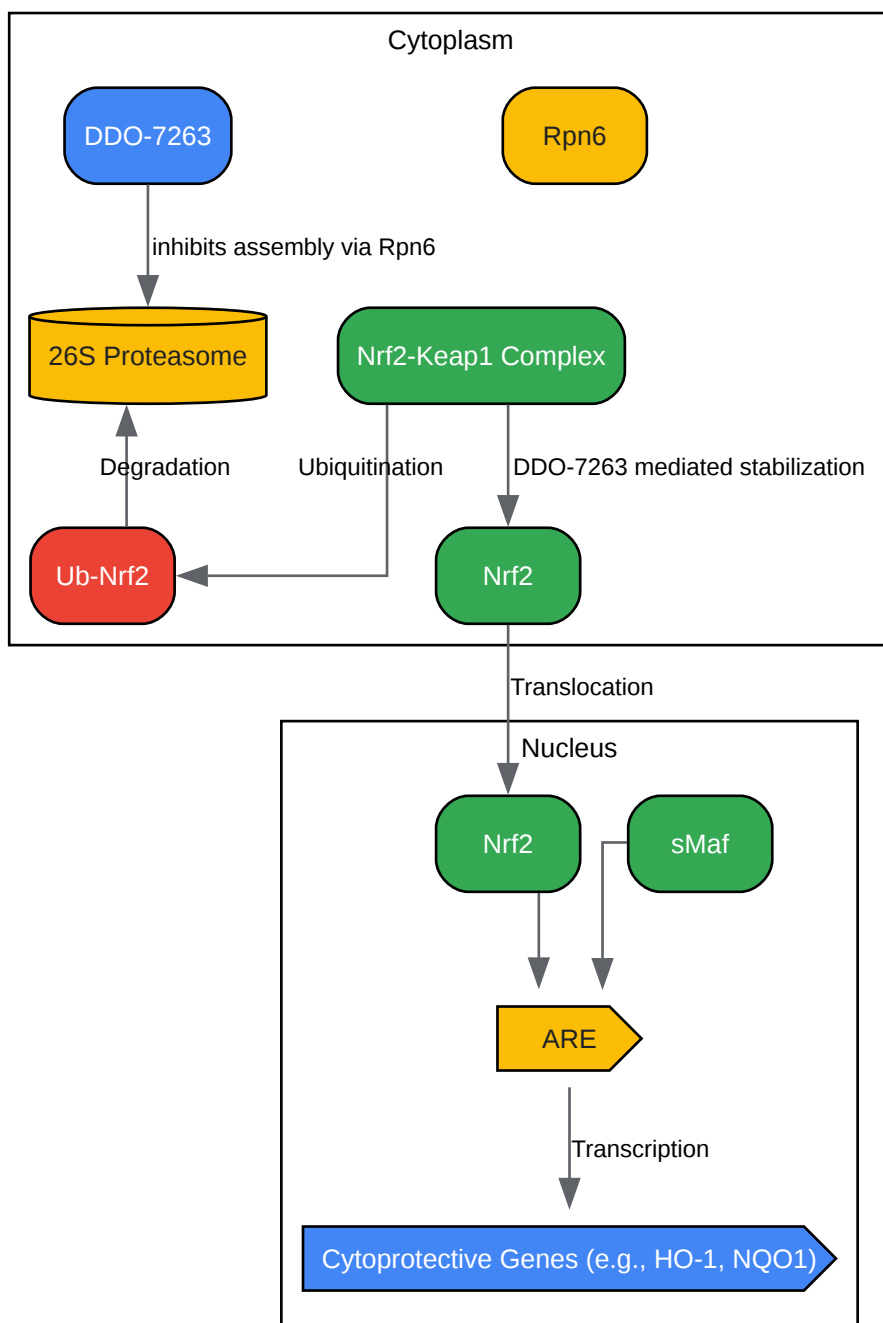 Cytoplasm
DDO-7263
Rpn6
inhibits assembly via Rpn6
26S Proteasome
Nrf2-Keap1 Complex
Degradation
Ubiquitination
DDO-7263 mediated stabilization
Ub-Nrf2
Nrf2
Translocation
Nucleus
Nrf2
sMaf
ARE
Transcription
Cytoprotective Genes (e.g., HO-1, NQO1)